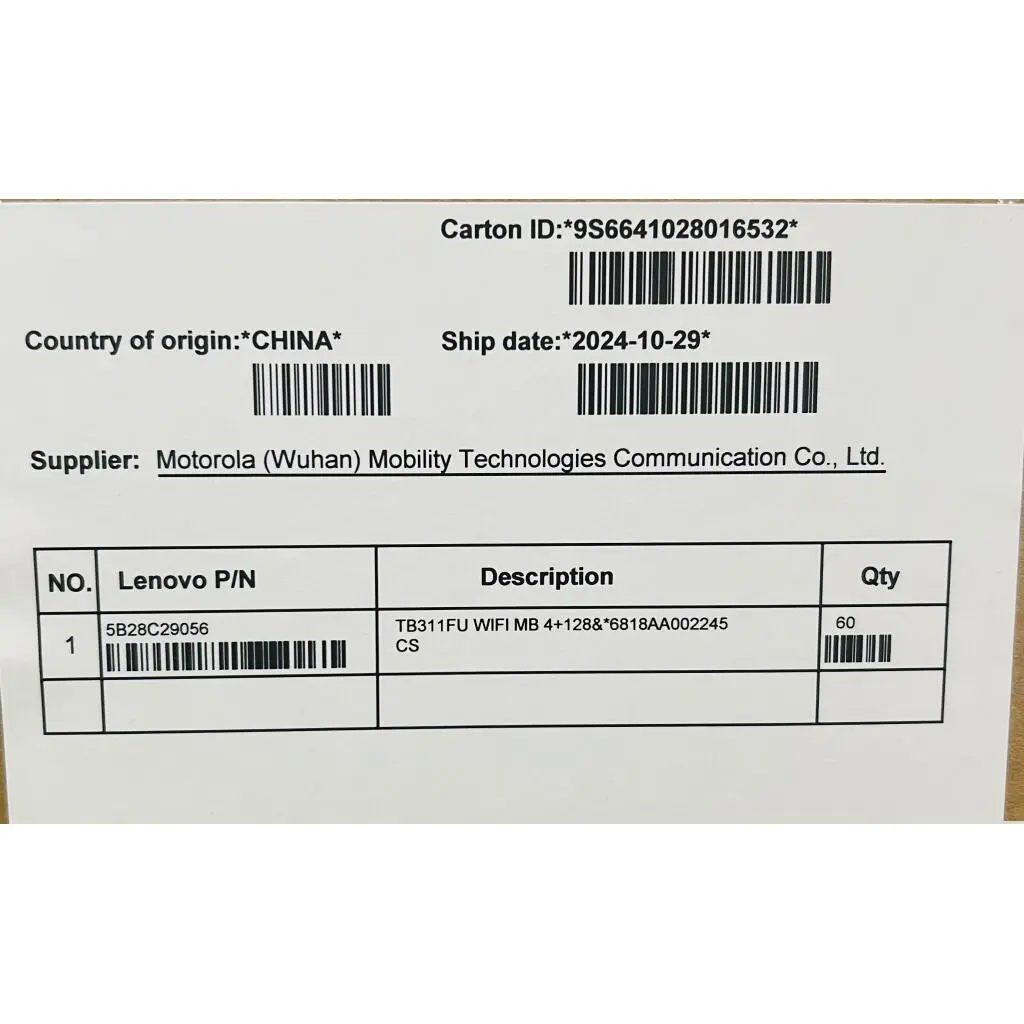 Carton ID:*9S6641028016532*
Country of origin:*CHINA* Ship date:*2024-10-29*
Supplier: Motorola (Wuhan) Mobility Technologies Communication Co., Ltd.
NO. Lenovo P/N Description Qty
1 5B28C29056 TB311FU WIFI MB 4+128&*6818AA002245 60
CS